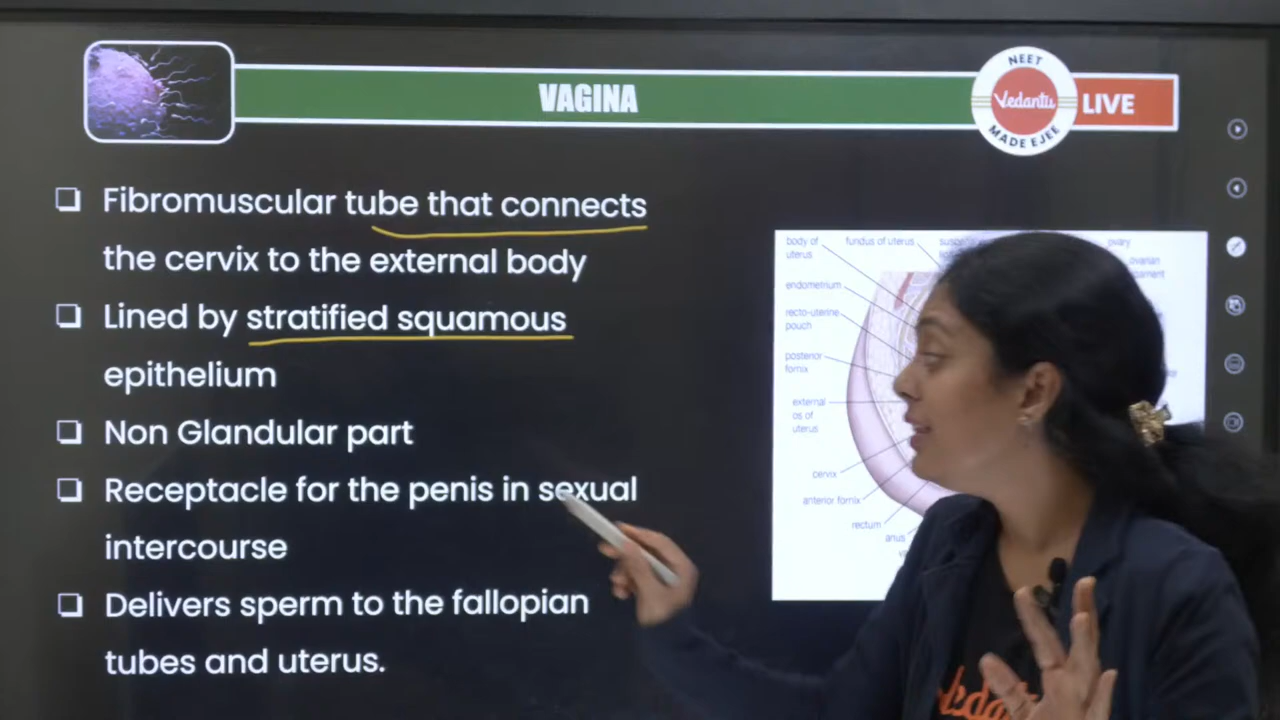 VAGINA
NEET
Vedantu
MADE EJEE
LIVE
Fibromuscular tube that connects
the cervix to the external body
Lined by stratified squamous
epithelium
Non Glandular part
Receptacle for the penis in sexual
intercourse
Delivers sperm to the fallopian
tubes and uterus.
body of
uterus
fundus of uterus
ovary
ovarian
endometrium
recto-uterine
pouch
posterior
fornix
external
os of
uterus
cervix
anterior fornix
rectum
anus